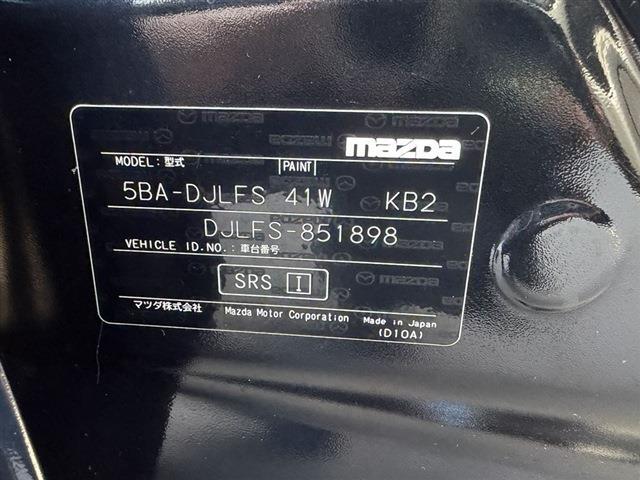 mazda
MODEL: 型式 PAINT
5BA-DJLFS 41W KB2
DJLFS-851898
VEHICLE ID.NO.: 車台番号
SRS I
マツダ株式会社 Mazda Motor Corporation Made in Japan
(D10A)